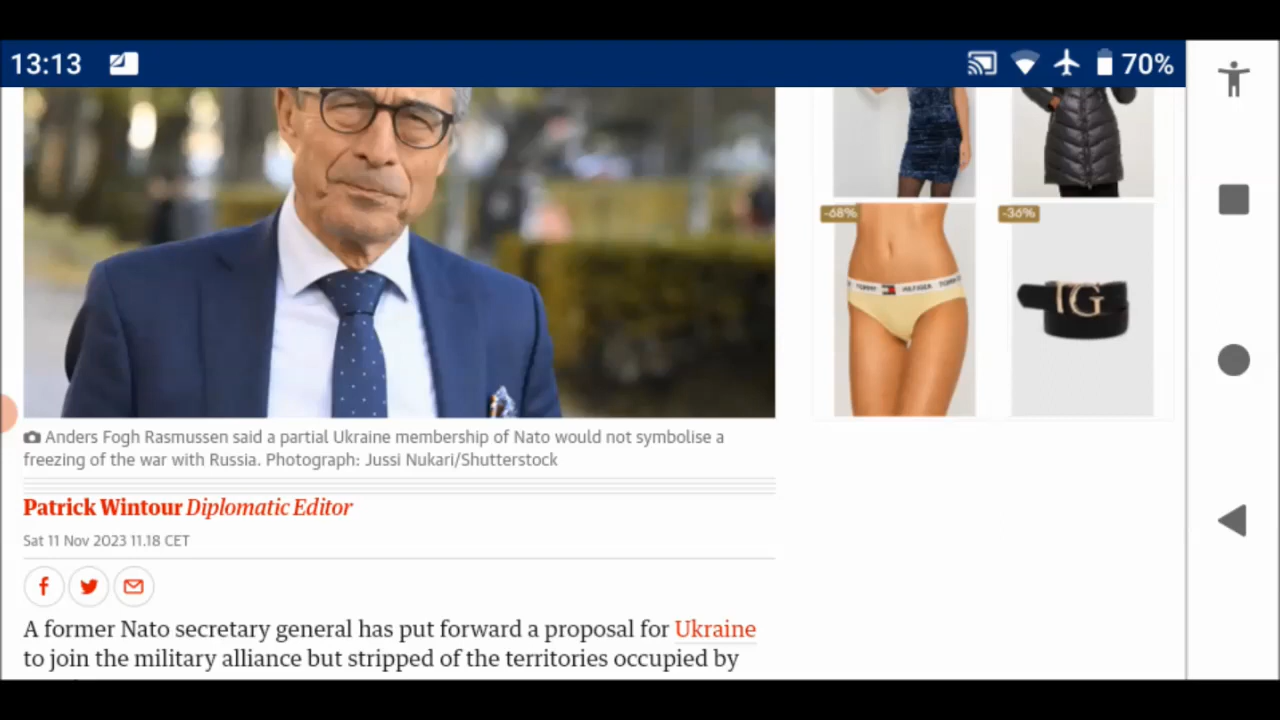 13:13
70%
-68%
-36%
TOMMY HILFIGER TOMM
G
Anders Fogh Rasmussen said a partial Ukraine membership of Nato would not symbolise a
freezing of the war with Russia. Photograph: Jussi Nukari/Shutterstock
Patrick Wintour Diplomatic Editor
Sat 11 Nov 2023 11.18 CET
A former Nato secretary general has put forward a proposal for Ukraine
to join the military alliance but stripped of the territories occupied by